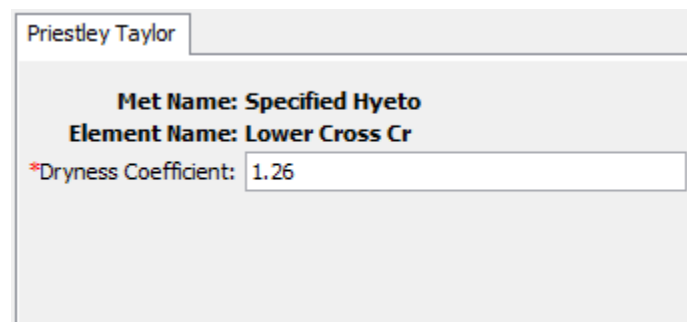 Priestley Taylor
Met Name: Specified Hyeto
Element Name: Lower Cross Cr
*Dryness Coefficient: 1.26